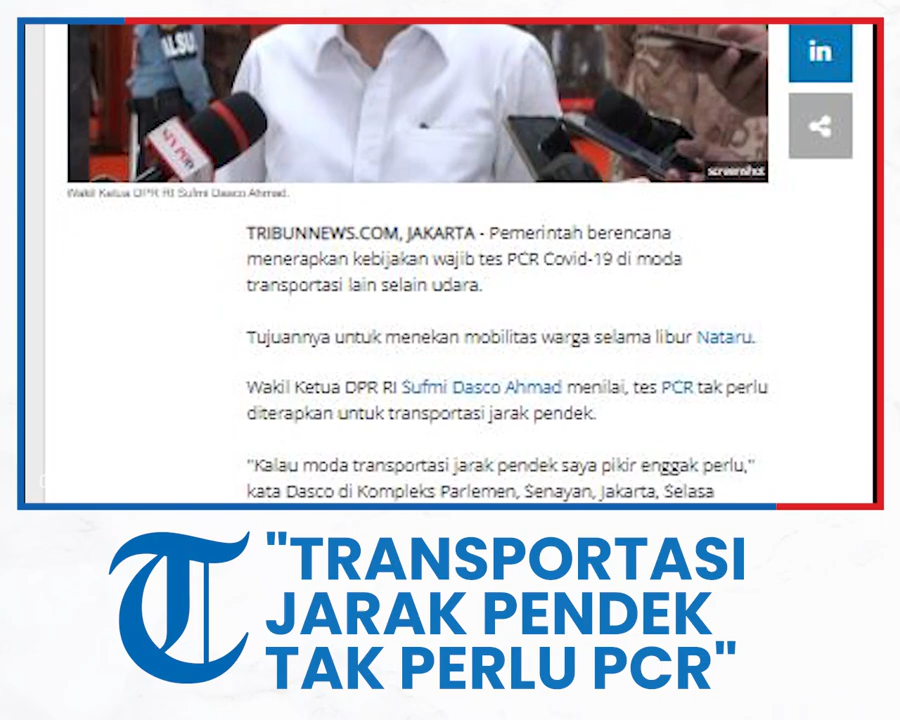 ALSU
in
screenshot
Wakil Ketua DPR RI Sufmi Dasco Ahmad.
TRIBUNNEWS.COM, JAKARTA - Pemerintah berencana
menerapkan kebijakan wajib tes PCR Covid-19 di moda
transportasi lain selain udara.
Tujuannya untuk menekan mobilitas warga selama libur Nataru.
Wakil Ketua DPR RI Sufmi Dasco Ahmad menilai, tes PCR tak perlu
diterapkan untuk transportasi jarak pendek.
"Kalau moda transportasi jarak pendek saya pikir enggak perlu,"
kata Dasco di Kompleks Parlemen, Senayan, Jakarta, Selasa
T
"TRANSPORTASI
JARAK PENDEK
TAK PERLU PCR"